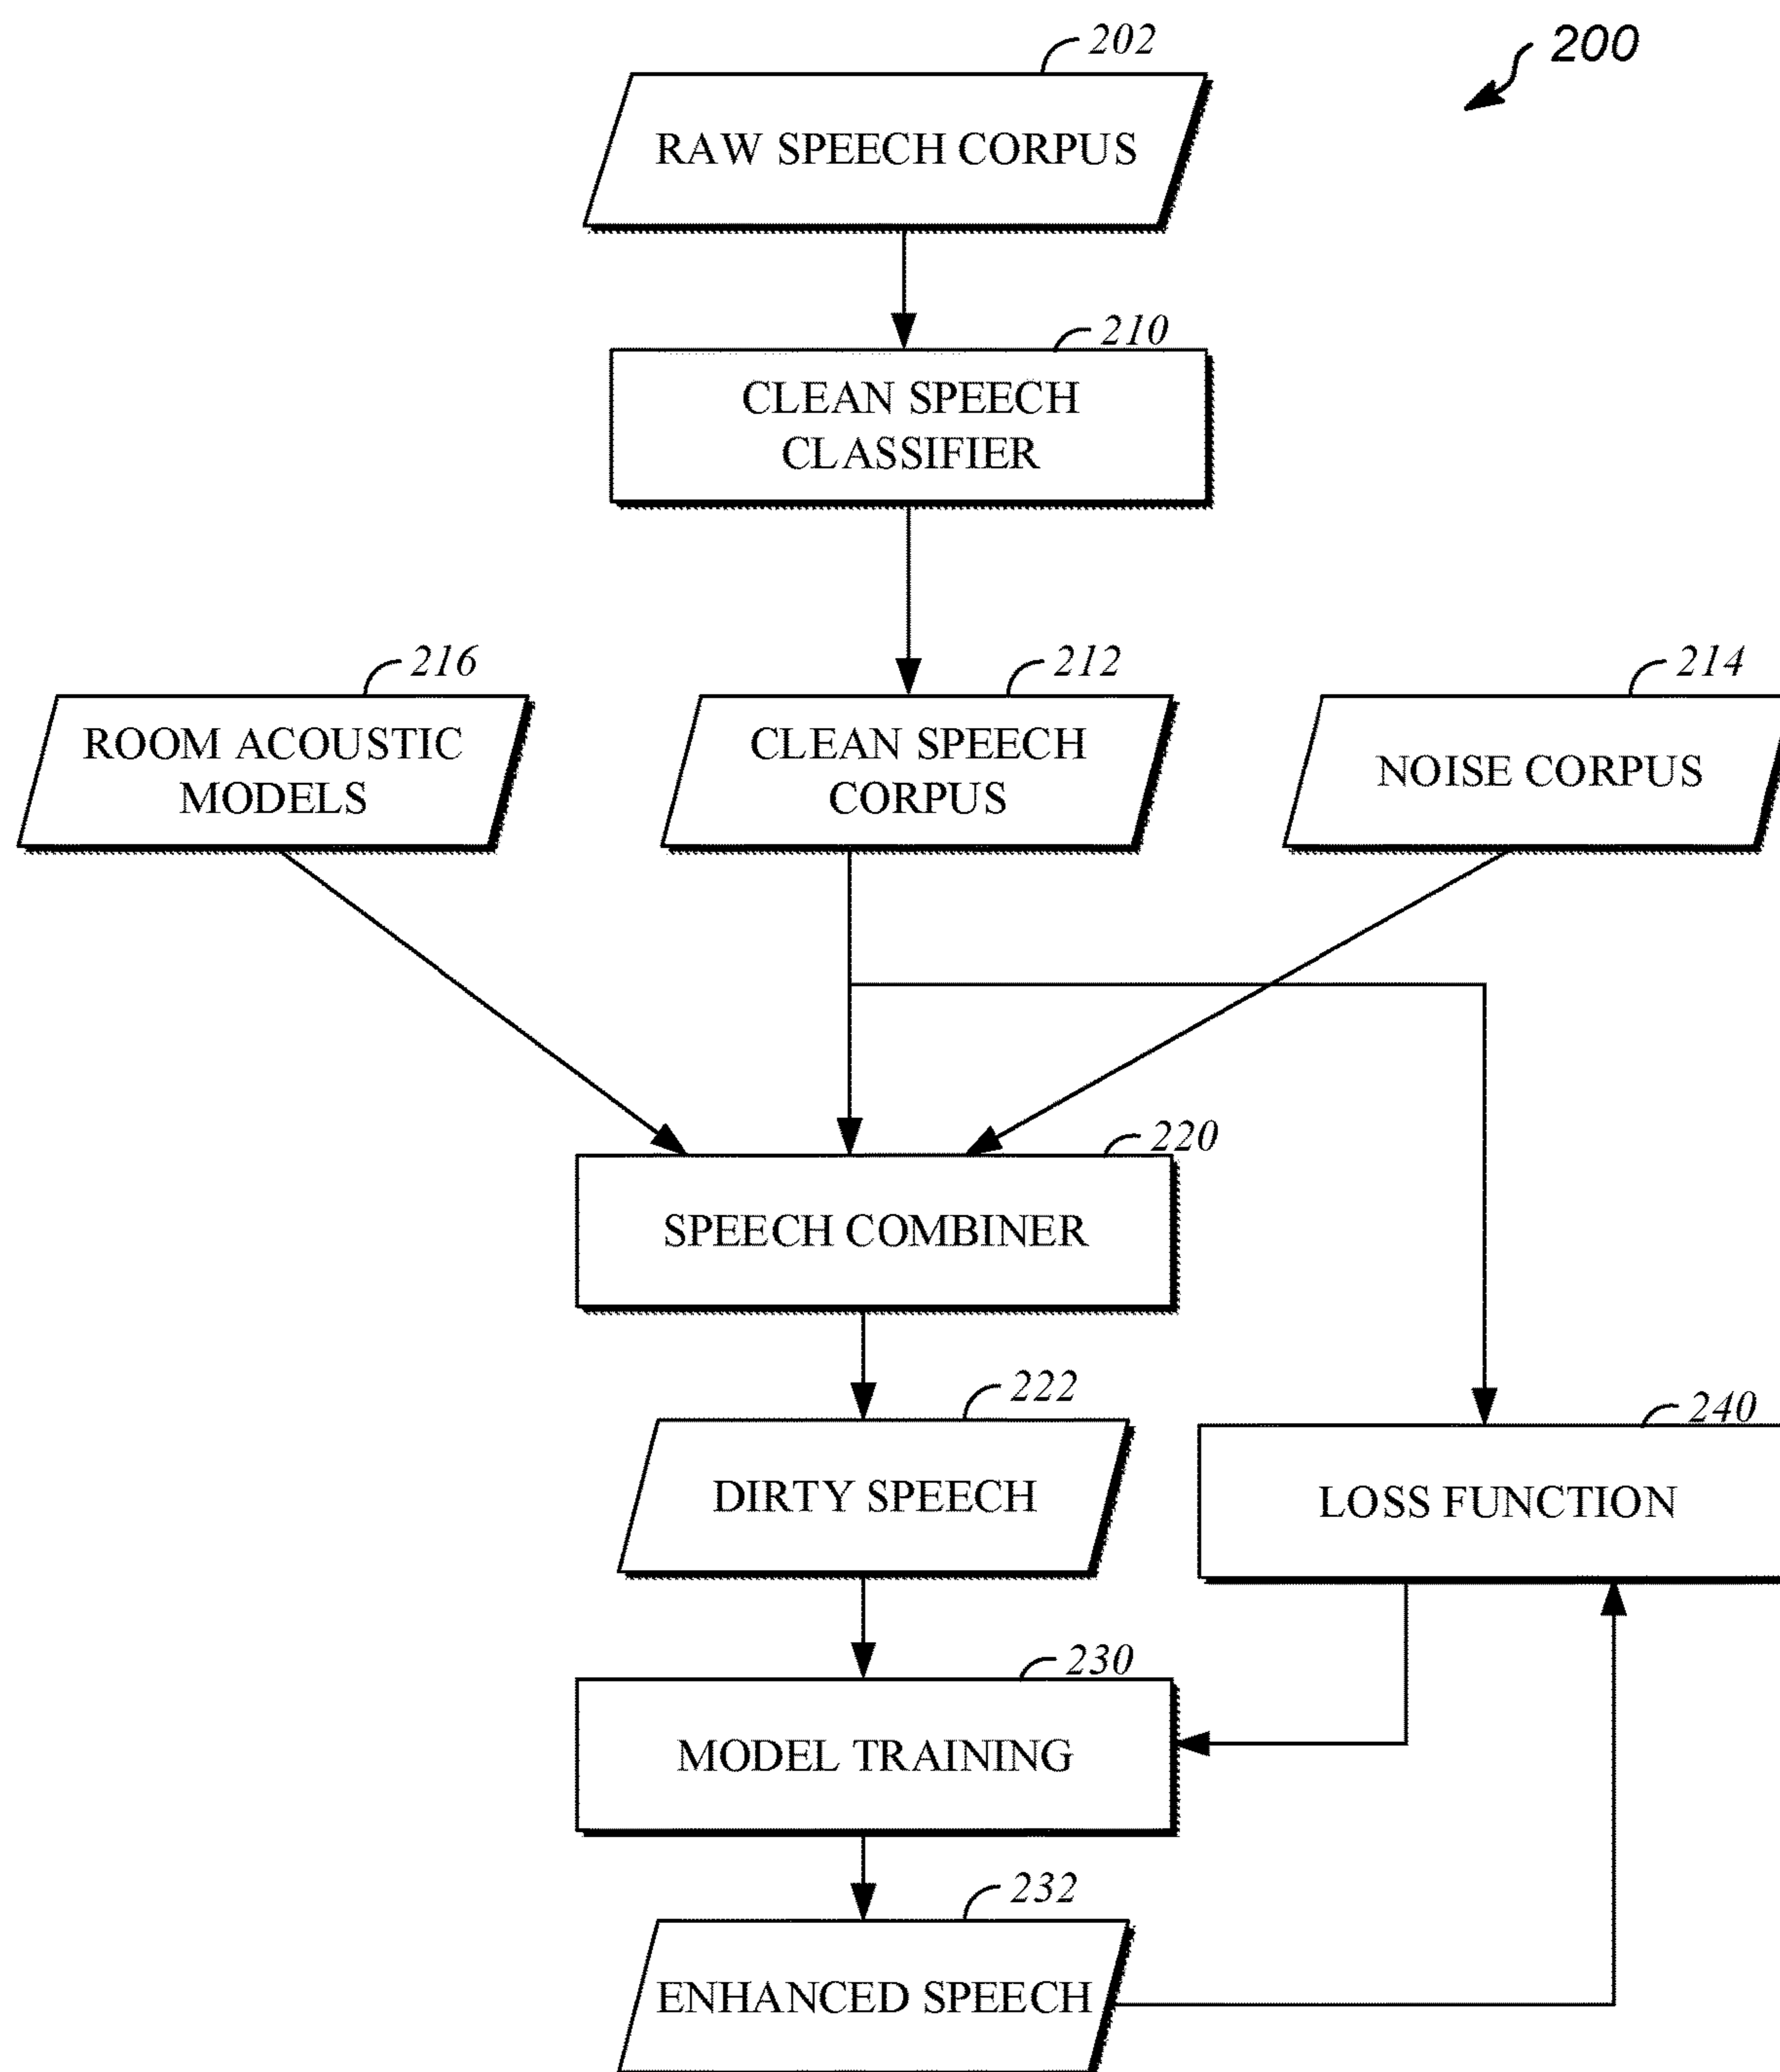 200
202
RAW SPEECH CORPUS
210
CLEAN SPEECH
CLASSIFIER
216
ROOM ACOUSTIC
MODELS
212
CLEAN SPEECH
CORPUS
214
NOISE CORPUS
220
SPEECH COMBINER
222
DIRTY SPEECH
240
LOSS FUNCTION
230
MODEL TRAINING
232
ENHANCED SPEECH